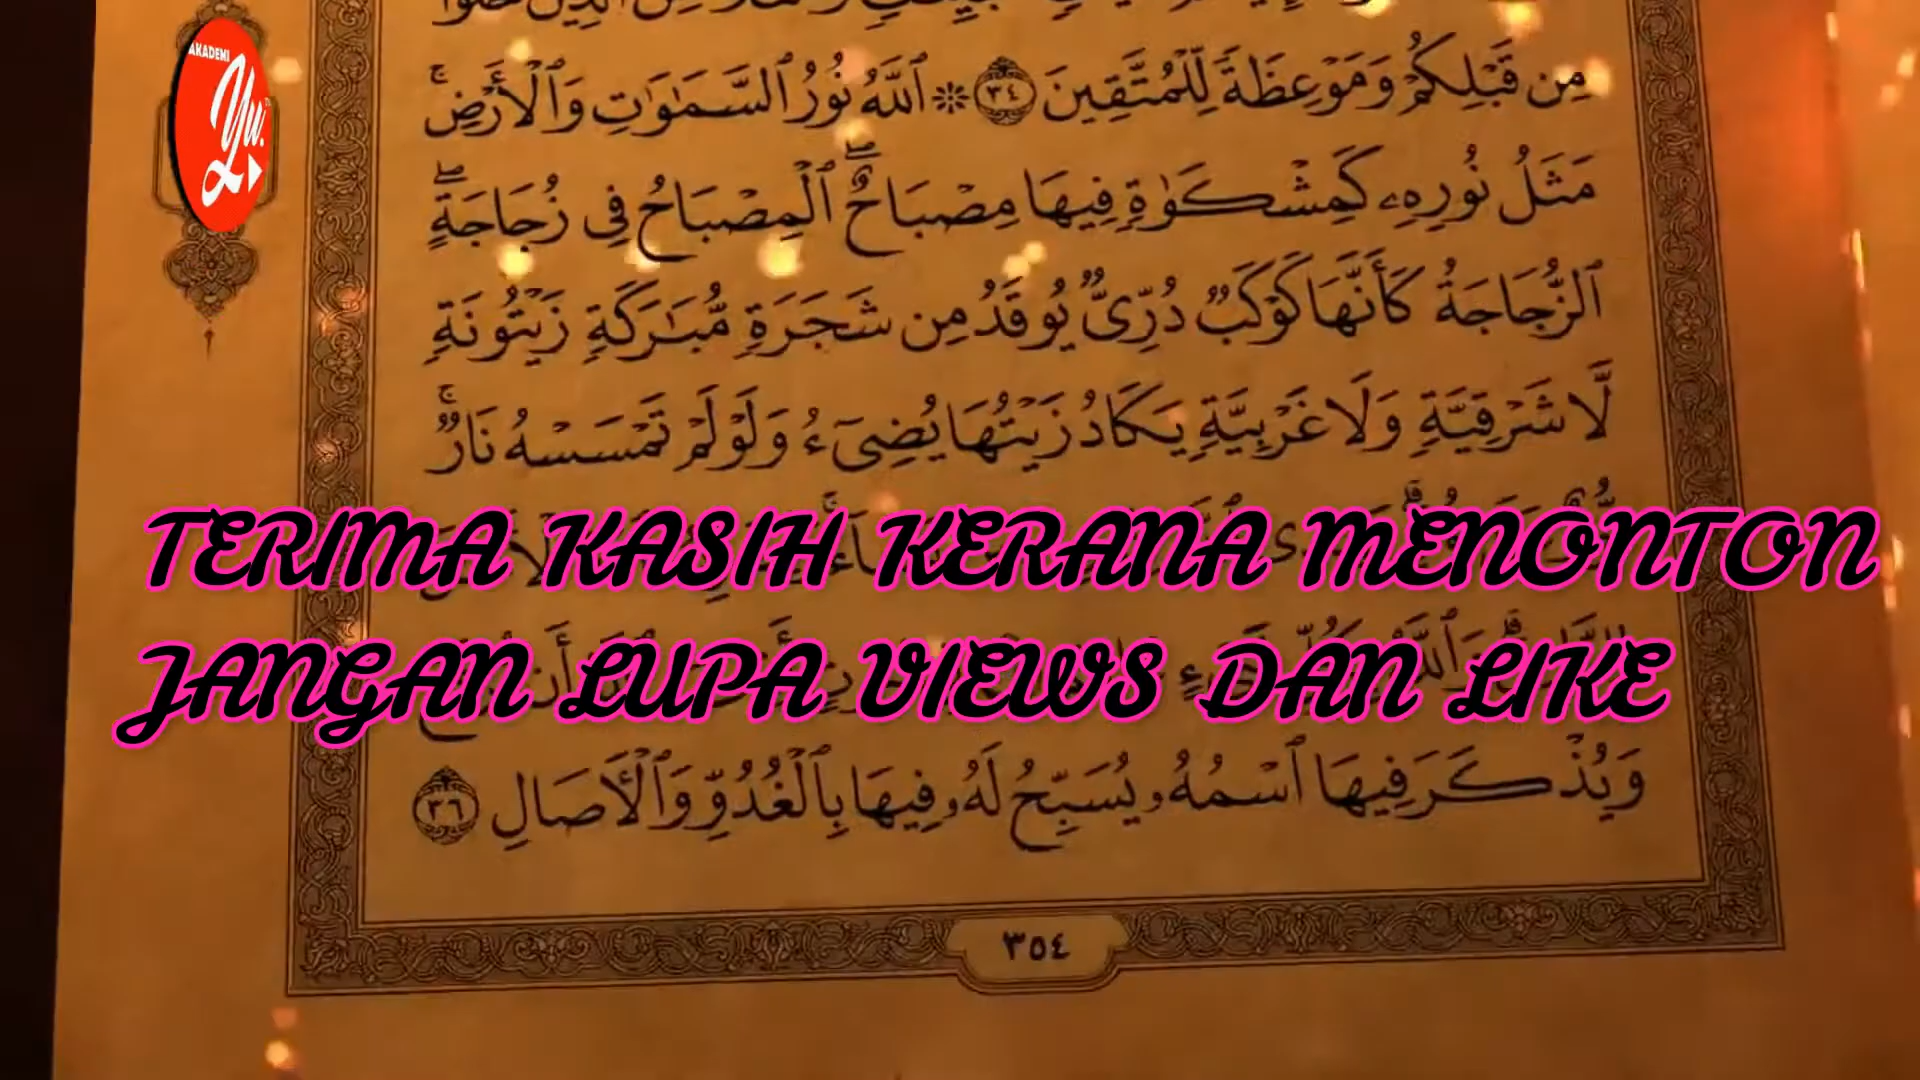 AKADEMI
Yu.
مِن قَبْلِكُمْ وَمَوْعِظَةً لِّلْمُتَّقِينَ ٣٤ ۞ ٱللَّهُ نُورُ ٱلسَّمَٰوَٰتِ وَٱلْأَرْضِ ۚ
مَثَلُ نُورِهِۦ كَمِشْكَوٰةٍ فِيهَا مِصْبَاحٌ ۖ ٱلْمِصْبَاحُ فِى زُجَاجَةٍ ۖ
ٱلزُّجَاجَةُ كَأَنَّهَا كَوْكَبٌ دُرِّىٌّ يُوقَدُ مِن شَجَرَةٍ مُّبَٰرَكَةٍ زَيْتُونَةٍ
لَّا شَرْقِيَّةٍ وَلَا غَرْبِيَّةٍ يَكَادُ زَيْتُهَا يُضِىٓءُ وَلَوْ لَمْ تَمْسَسْهُ نَارٌ ۚ
TERIMA KASIH KERANA MENONTON
JANGAN LUPA VIEWS DAN LIKE
وَيُذْكَرَ فِيهَا ٱسْمُهُۥ يُسَبِّحُ لَهُۥ فِيهَا بِٱلْغُدُوِّ وَٱلْأٓصَالِ ٣٦
٣٥٤